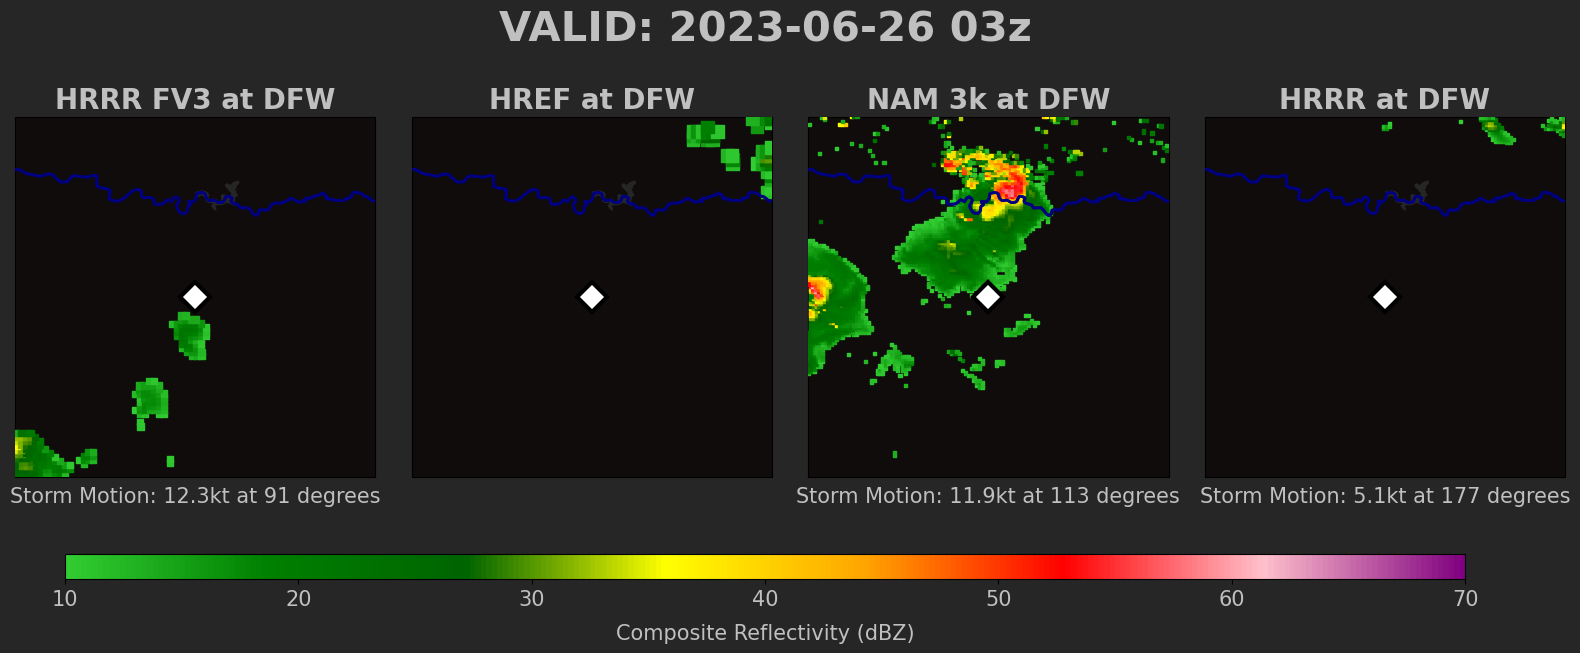 VALID: 2023-06-26 03z
HRRR FV3 at DFW
HREF at DFW
NAM 3k at DFW
HRRR at DFW
Storm Motion: 12.3kt at 91 degrees
Storm Motion: 11.9kt at 113 degrees
Storm Motion: 5.1kt at 177 degrees
10 20 30 40 50 60 70
Composite Reflectivity (dBZ)